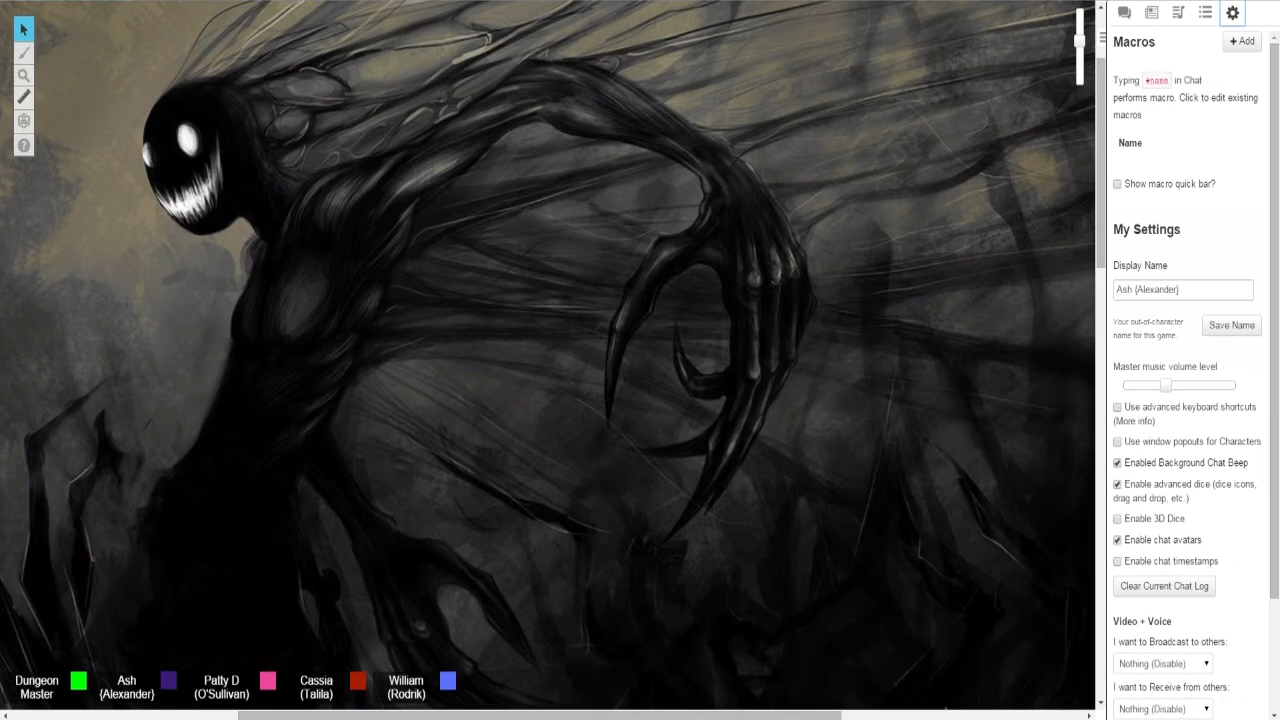 Macros
+ Add
Typing #name in Chat
performs macro. Click to edit existing
macros
Name
Show macro quick bar?
My Settings
Display Name
Ash {Alexander}
Your out-of-character
name for this game.
Save Name
Master music volume level
Use advanced keyboard shortcuts
(More info)
Use window popouts for Characters
Enabled Background Chat Beep
Enable advanced dice (dice icons,
drag and drop, etc.)
Enable 3D Dice
Enable chat avatars
Enable chat timestamps
Clear Current Chat Log
Video + Voice
I want to Broadcast to others:
Nothing (Disable)
I want to Receive from others:
Nothing (Disable)
Dungeon
Master
Ash
{Alexander}
Patty D
(O'Sullivan)
Cassia
(Talila)
William
(Rodrik)